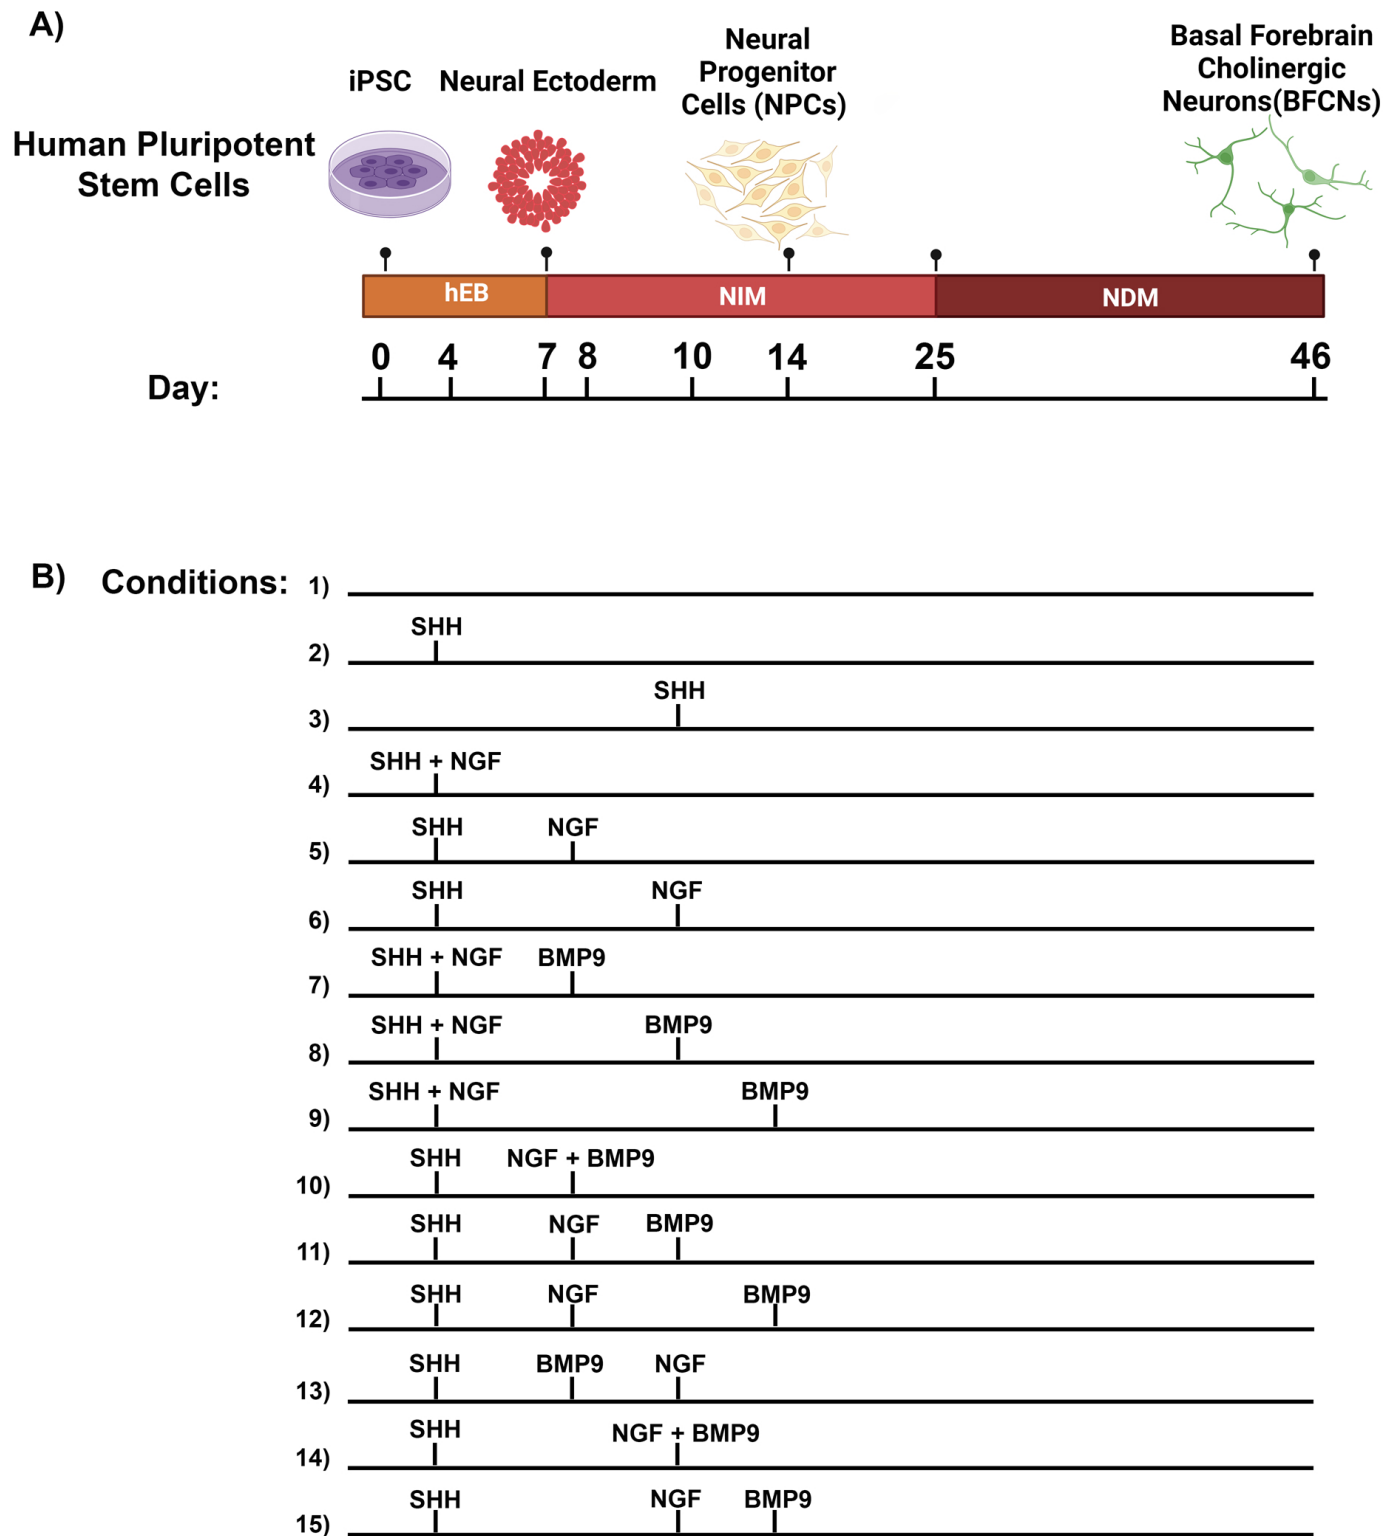 A)
iPSC
Neural Ectoderm
Neural
Progenitor
Cells (NPCs)
Basal Forebrain
Cholinergic
Neurons(BFCNs)
Human Pluripotent
Stem Cells
hEB
NIM
NDM
0 4 7 8 10 14 25 46
Day:
B) Conditions: 1)
SHH
2)
SHH
3)
SHH + NGF
4)
SHH NGF
5)
SHH NGF
6)
SHH + NGF BMP9
7)
SHH + NGF BMP9
8)
SHH + NGF BMP9
9)
SHH NGF + BMP9
10)
SHH NGF BMP9
11)
SHH NGF BMP9
12)
SHH BMP9 NGF
13)
SHH NGF + BMP9
14)
SHH NGF BMP9
15)